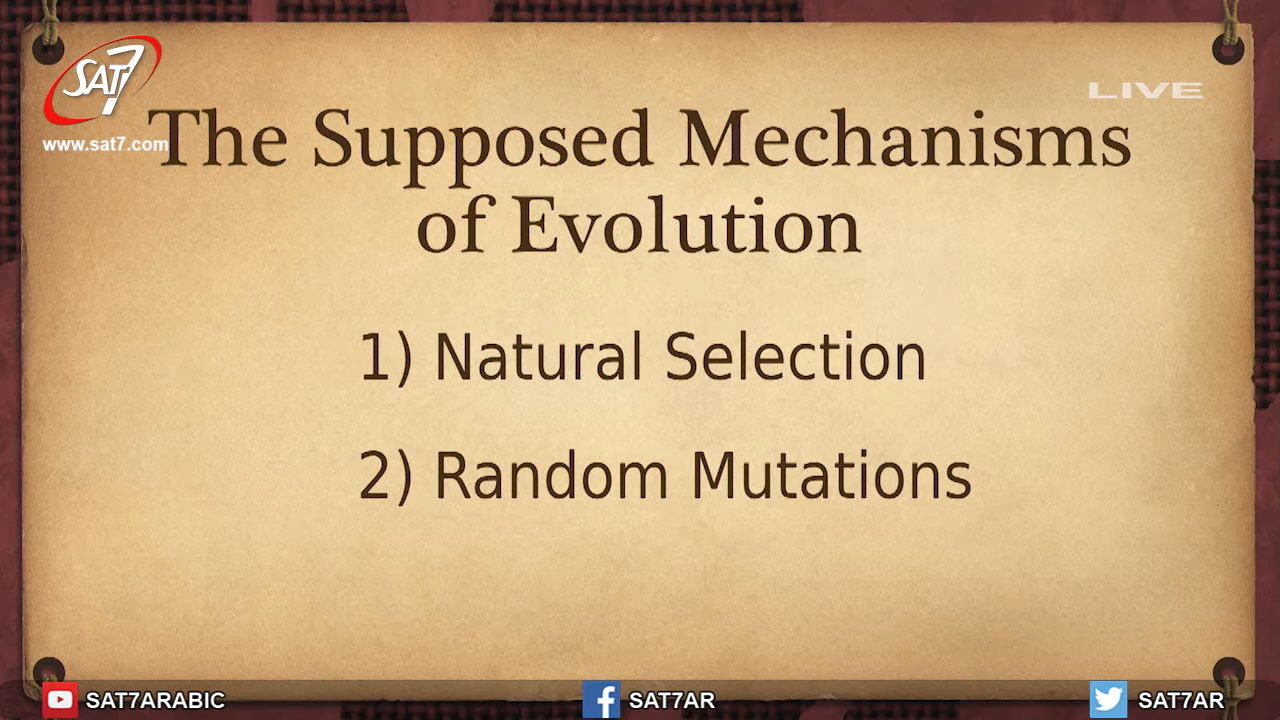 SAT7
www.sat7.com
LIVE
The Supposed Mechanisms
of Evolution
1) Natural Selection
2) Random Mutations
SAT7ARABIC
SAT7AR
SAT7AR